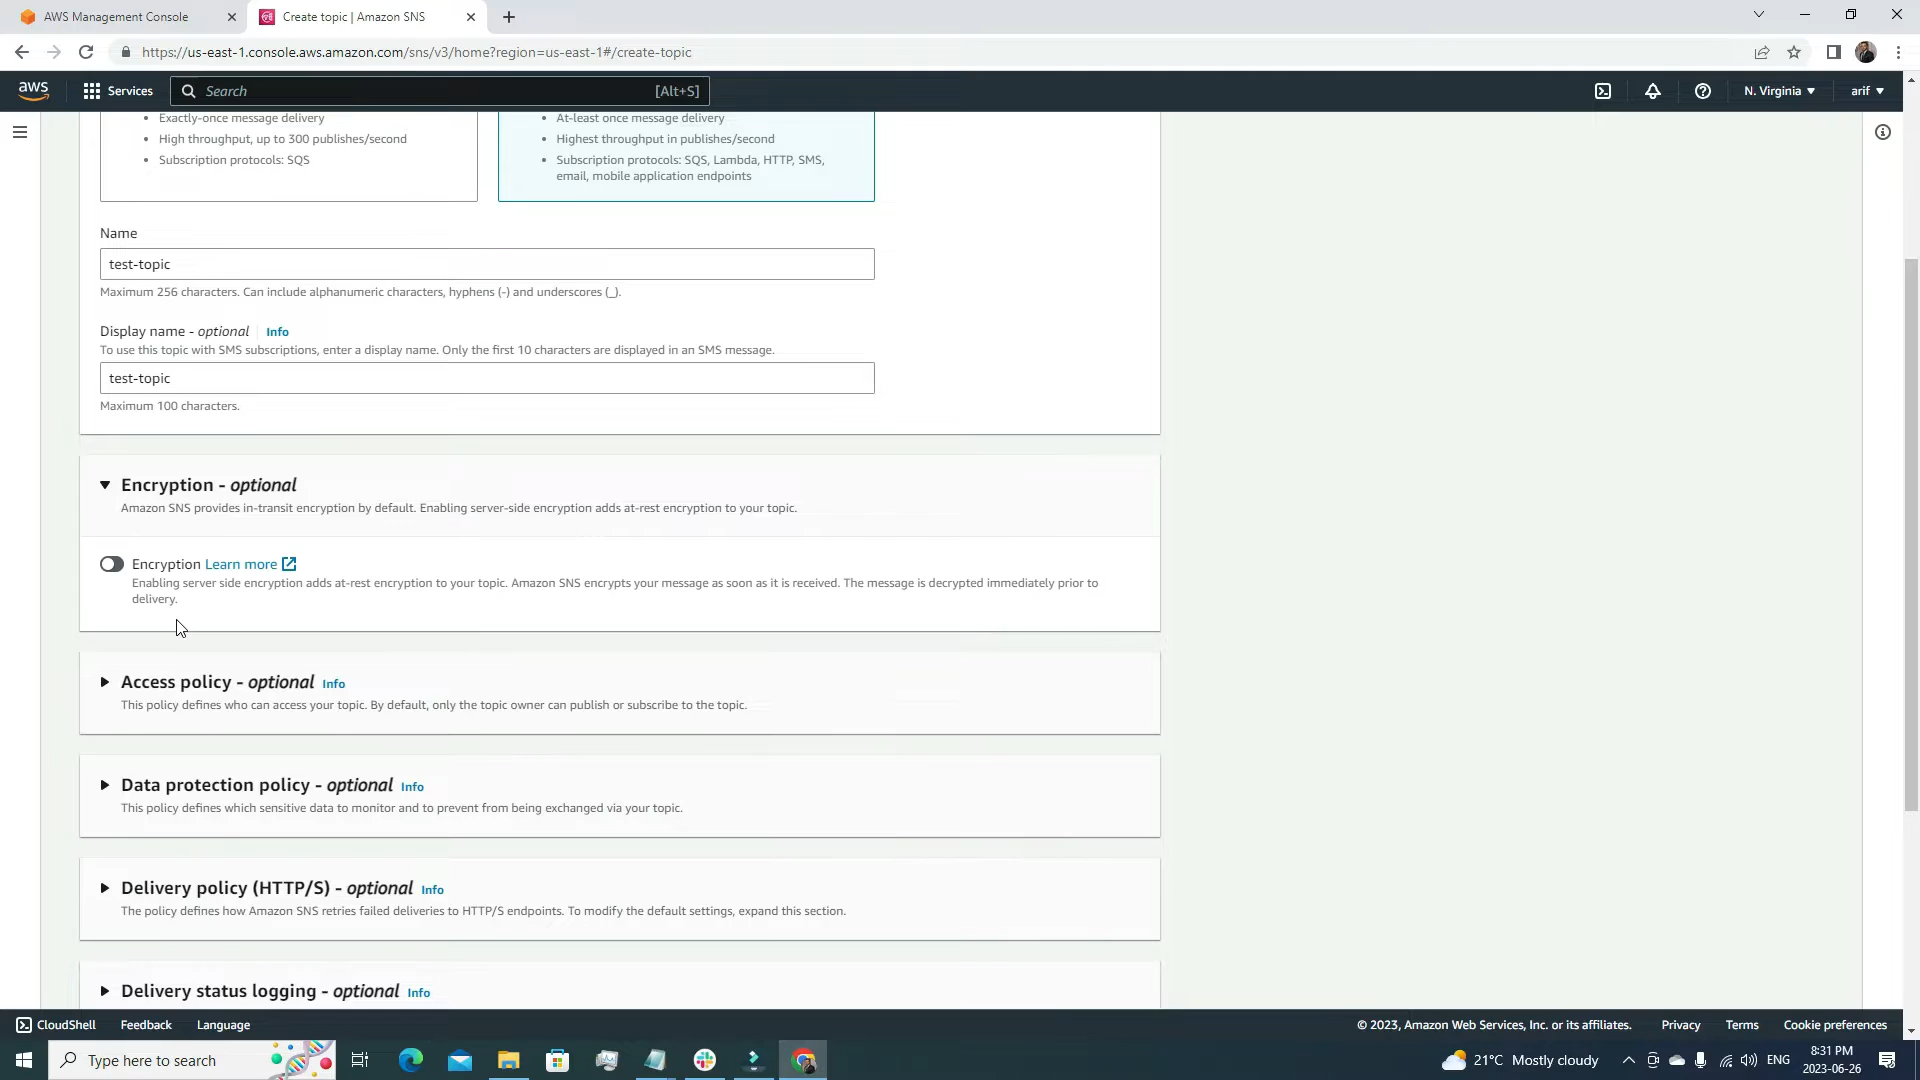 AWS Management Console
Create topic | Amazon SNS
https://us-east-1.console.aws.amazon.com/sns/v3/home?region=us-east-1#/create-topic
aws
Services
Search
[Alt+S]
N. Virginia
arif
Exactly-once message delivery
High throughput, up to 300 publishes/second
Subscription protocols: SQS
At-least once message delivery
Highest throughput in publishes/second
Subscription protocols: SQS, Lambda, HTTP, SMS,
email, mobile application endpoints
Name
test-topic
Maximum 256 characters. Can include alphanumeric characters, hyphens (-) and underscores (_).
Display name - optional Info
To use this topic with SMS subscriptions, enter a display name. Only the first 10 characters are displayed in an SMS message.
test-topic
Maximum 100 characters.
Encryption - optional
Amazon SNS provides in-transit encryption by default. Enabling server-side encryption adds at-rest encryption to your topic.
Encryption Learn more
Enabling server side encryption adds at-rest encryption to your topic. Amazon SNS encrypts your message as soon as it is received. The message is decrypted immediately prior to
delivery.
Access policy - optional Info
This policy defines who can access your topic. By default, only the topic owner can publish or subscribe to the topic.
Data protection policy - optional Info
This policy defines which sensitive data to monitor and to prevent from being exchanged via your topic.
Delivery policy (HTTP/S) - optional Info
The policy defines how Amazon SNS retries failed deliveries to HTTP/S endpoints. To modify the default settings, expand this section.
Delivery status logging - optional Info
CloudShell
Feedback
Language
© 2023, Amazon Web Services, Inc. or its affiliates.
Privacy
Terms
Cookie preferences
Type here to search
21°C Mostly cloudy
ENG
8:31 PM
2023-06-26